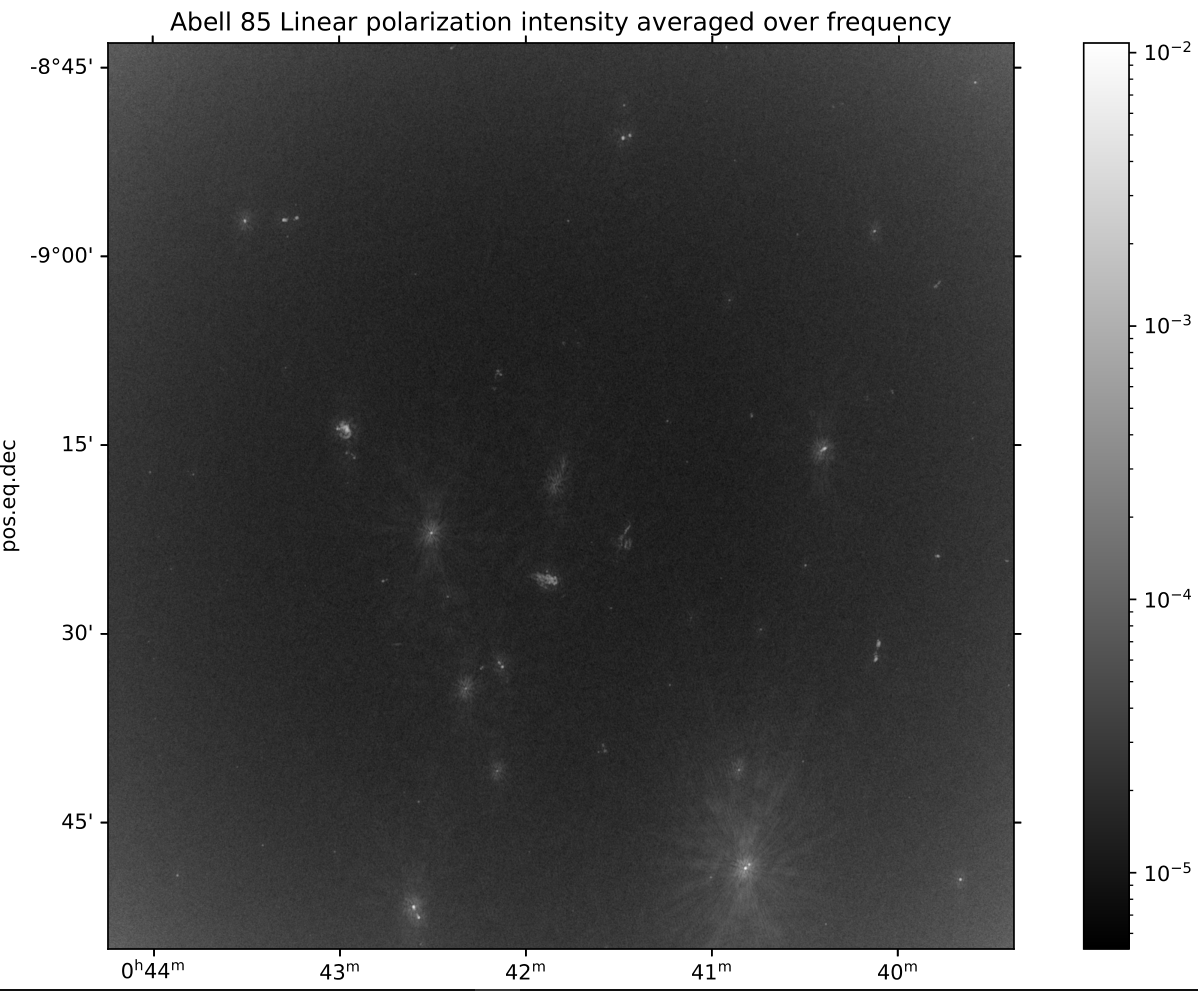 Abell 85 Linear polarization intensity averaged over frequency
-8°45'
-9°00'
15'
30'
45'
pos.eq.dec
0ʰ44ᵐ
43ᵐ
42ᵐ
41ᵐ
40ᵐ
10⁻²
10⁻³
10⁻⁴
10⁻⁵